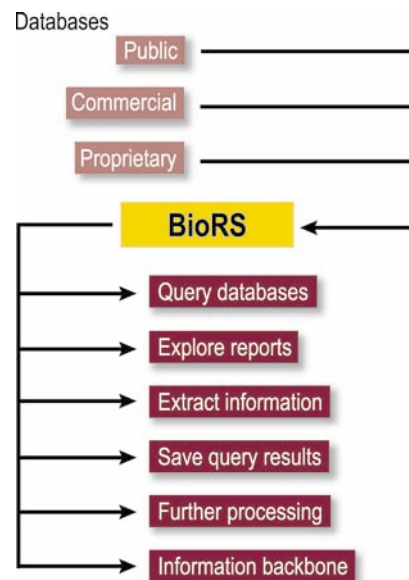 Databases
Public
Commercial
Proprietary
BioRS
Query databases
Explore reports
Extract information
Save query results
Further processing
Information backbone